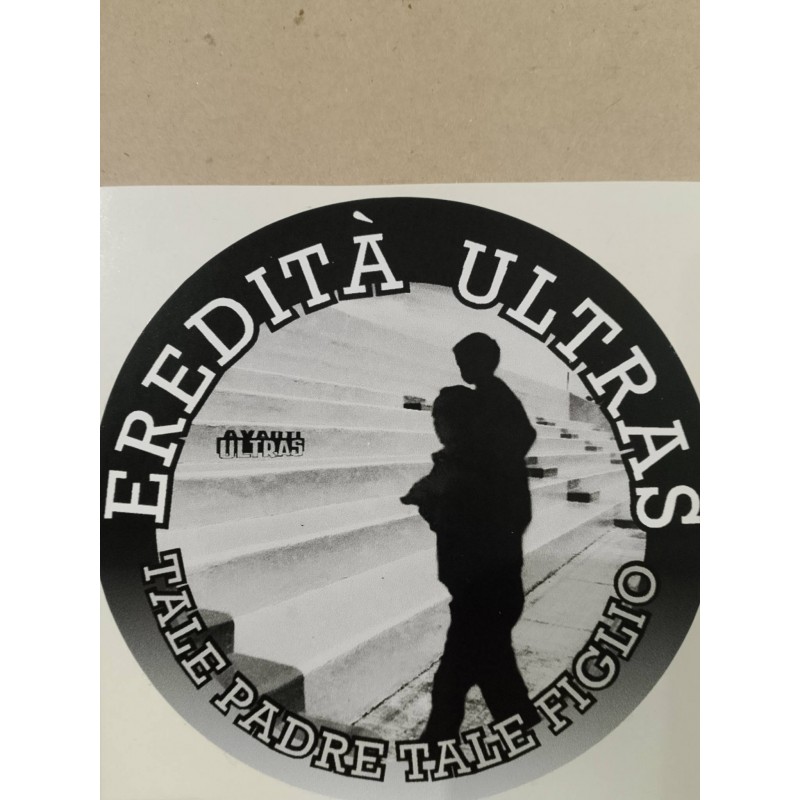 EREDITÀ ULTRAS
ULTRAS
TALE PADRE TALE FIGLIO